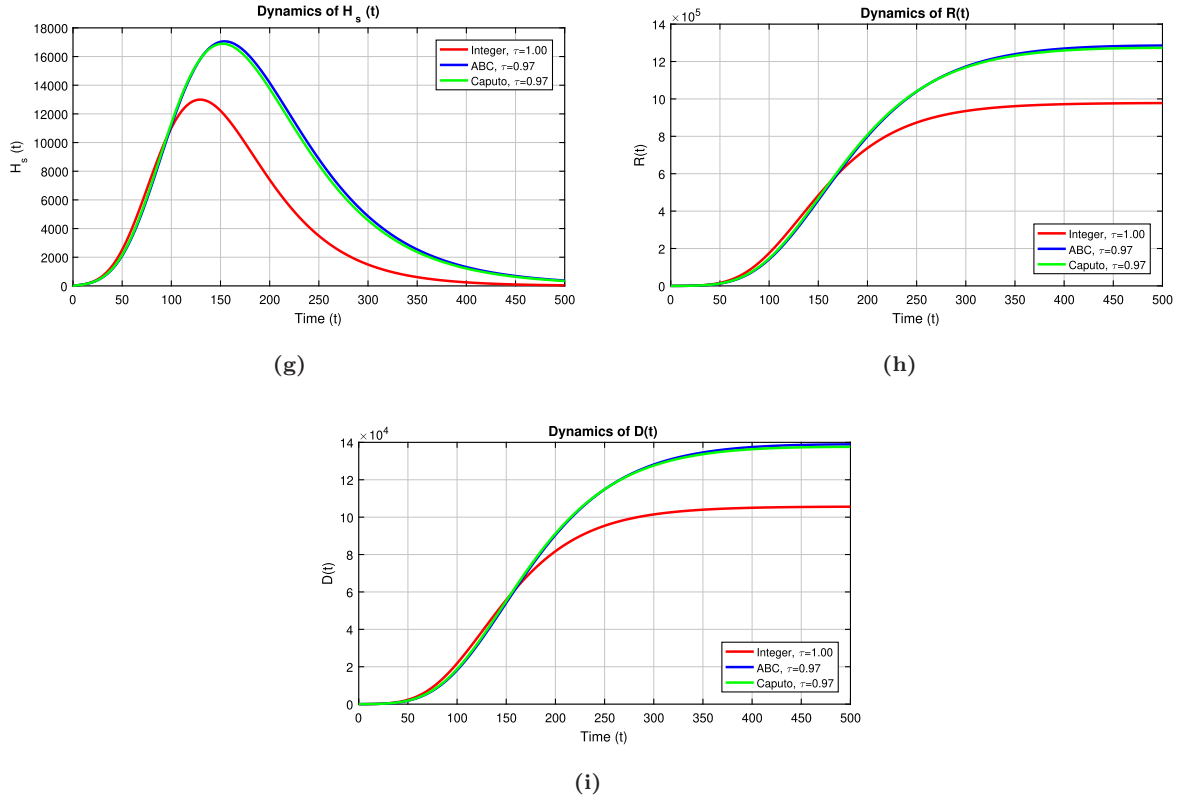 Dynamics of H_s (t)
18000
16000
14000
12000
10000
8000
6000
4000
2000
0
H_s (t)
Integer, τ=1.00
ABC, τ=0.97
Caputo, τ=0.97
0 50 100 150 200 250 300 350 400 450 500
Time (t)
(g)
Dynamics of R(t)
×10^5
14
12
10
8
6
4
2
0
R(t)
Integer, τ=1.00
ABC, τ=0.97
Caputo, τ=0.97
0 50 100 150 200 250 300 350 400 450 500
Time (t)
(h)
Dynamics of D(t)
×10^4
14
12
10
8
6
4
2
0
D(t)
Integer, τ=1.00
ABC, τ=0.97
Caputo, τ=0.97
0 50 100 150 200 250 300 350 400 450 500
Time (t)
(i)